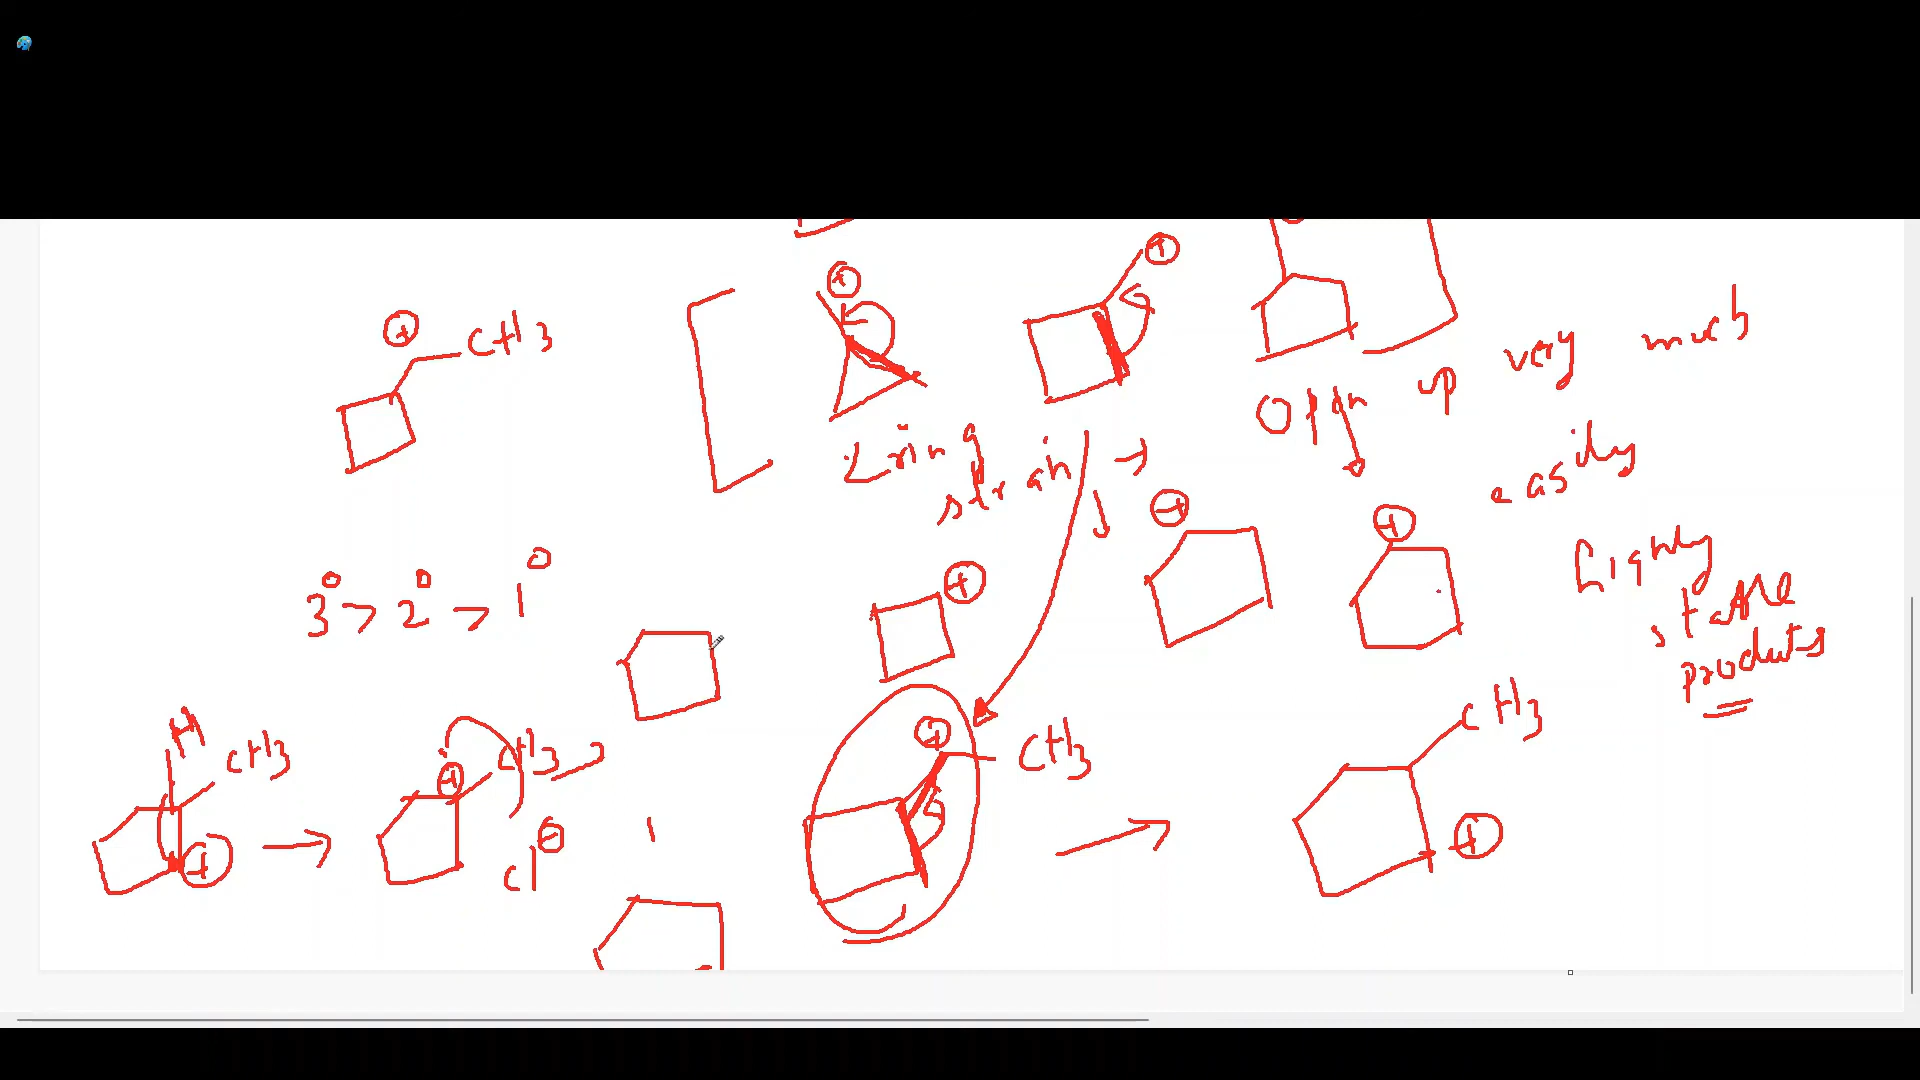 ⊕
⊕
⊕ CH3
very much
Open up
< ring
strain →
easily
⊕
⊕
Highly
stable
products
3° > 2° > 1°
⊕
CH3
H
CH3
⊕
CH3
⊕
CH3
⊕
⊕
Cl⊖